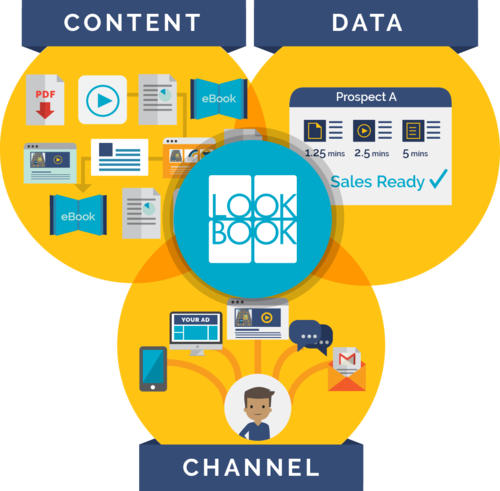 CONTENT
DATA
PDF
eBook
Prospect A
1.25 mins
2.5 mins
5 mins
Sales Ready
eBook
LOOK
BOOK
YOUR AD
CHANNEL